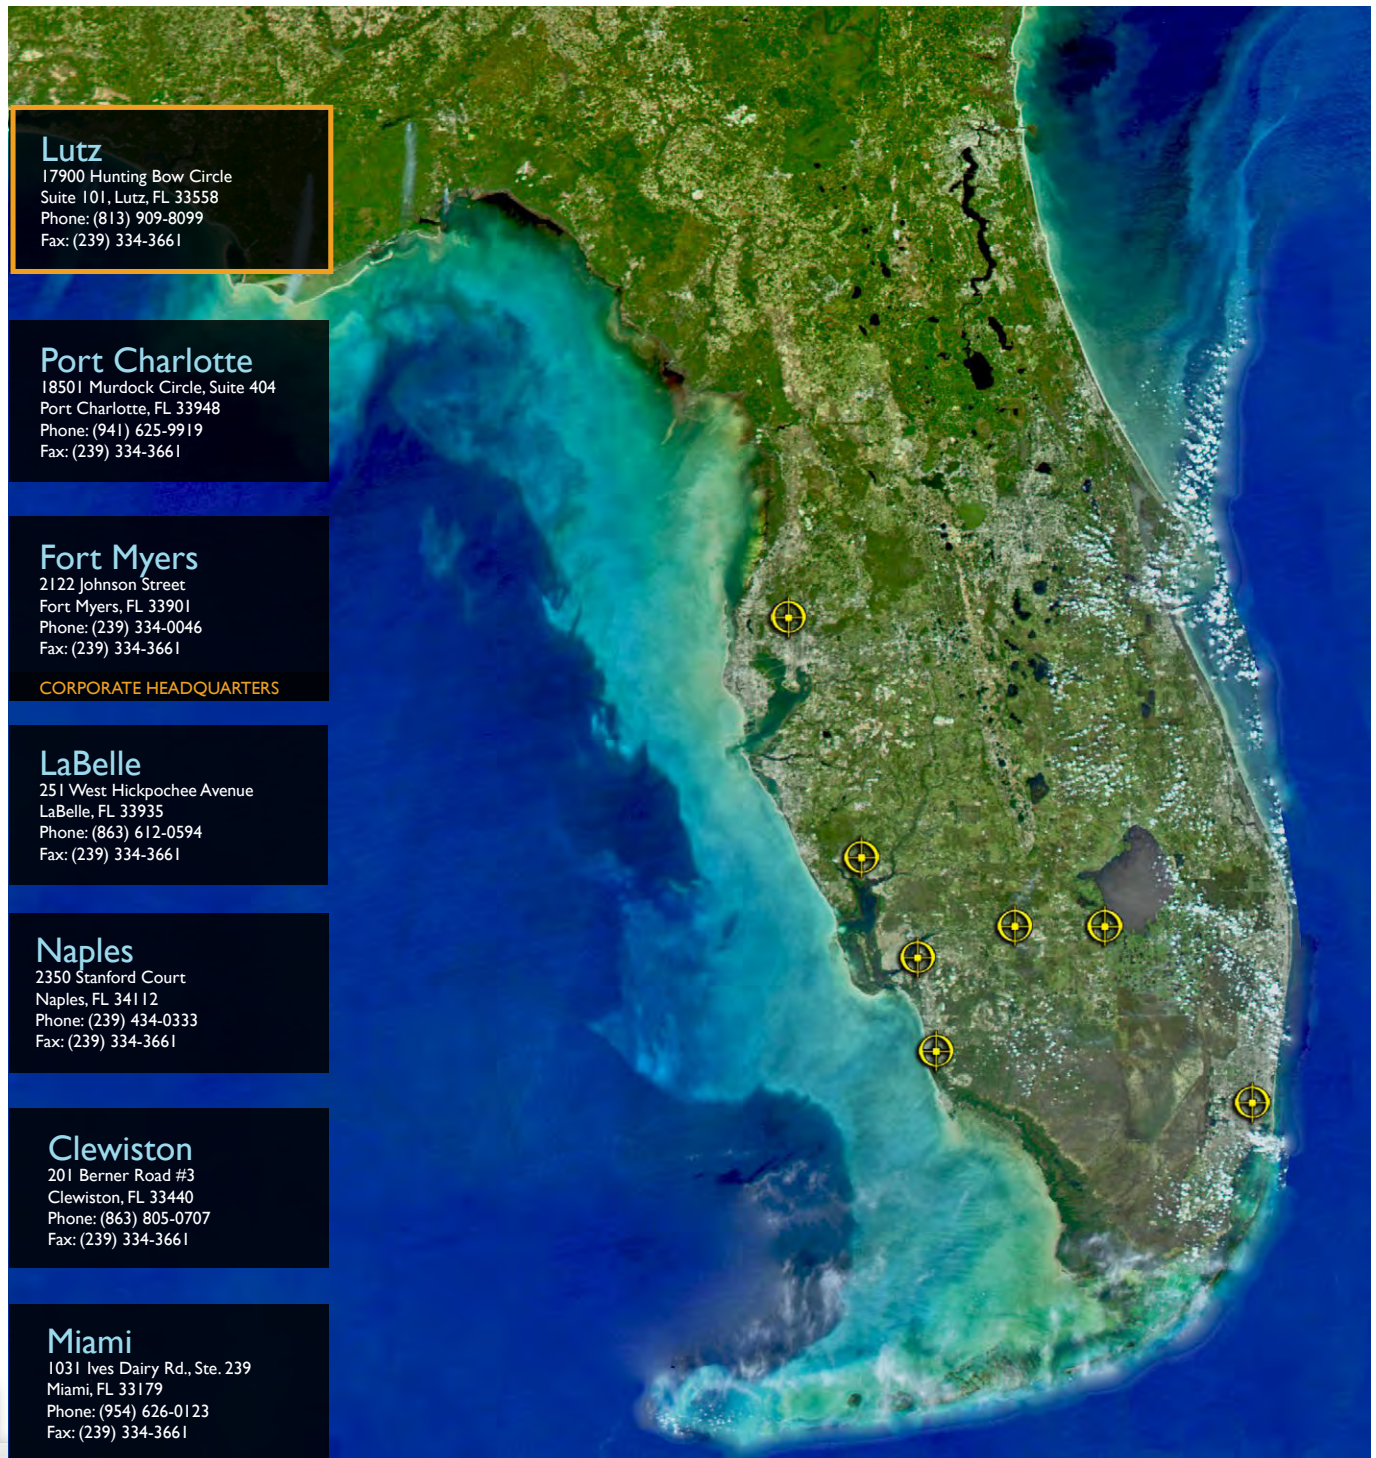 Lutz
17900 Hunting Bow Circle
Suite 101, Lutz, FL 33558
Phone: (813) 909-8099
Fax: (239) 334-3661
Port Charlotte
18501 Murdock Circle, Suite 404
Port Charlotte, FL 33948
Phone: (941) 625-9919
Fax: (239) 334-3661
Fort Myers
2122 Johnson Street
Fort Myers, FL 33901
Phone: (239) 334-0046
Fax: (239) 334-3661
CORPORATE HEADQUARTERS
LaBelle
251 West Hickpochee Avenue
LaBelle, FL 33935
Phone: (863) 612-0594
Fax: (239) 334-3661
Naples
2350 Stanford Court
Naples, FL 34112
Phone: (239) 434-0333
Fax: (239) 334-3661
Clewiston
201 Berner Road #3
Clewiston, FL 33440
Phone: (863) 805-0707
Fax: (239) 334-3661
Miami
1031 Ives Dairy Rd., Ste. 239
Miami, FL 33179
Phone: (954) 626-0123
Fax: (239) 334-3661